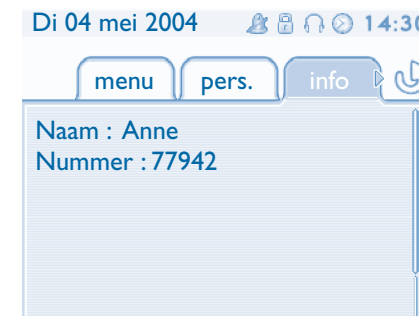 Di 04 mei 2004 14:30
menu pers. info
Naam : Anne
Nummer : 77942